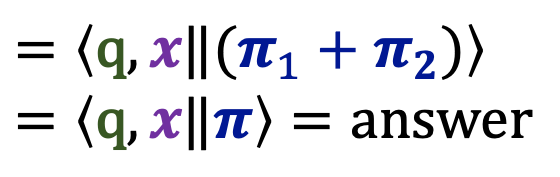 = ⟨q, x‖(π₁ + π₂)⟩
= ⟨q, x‖π⟩ = answer